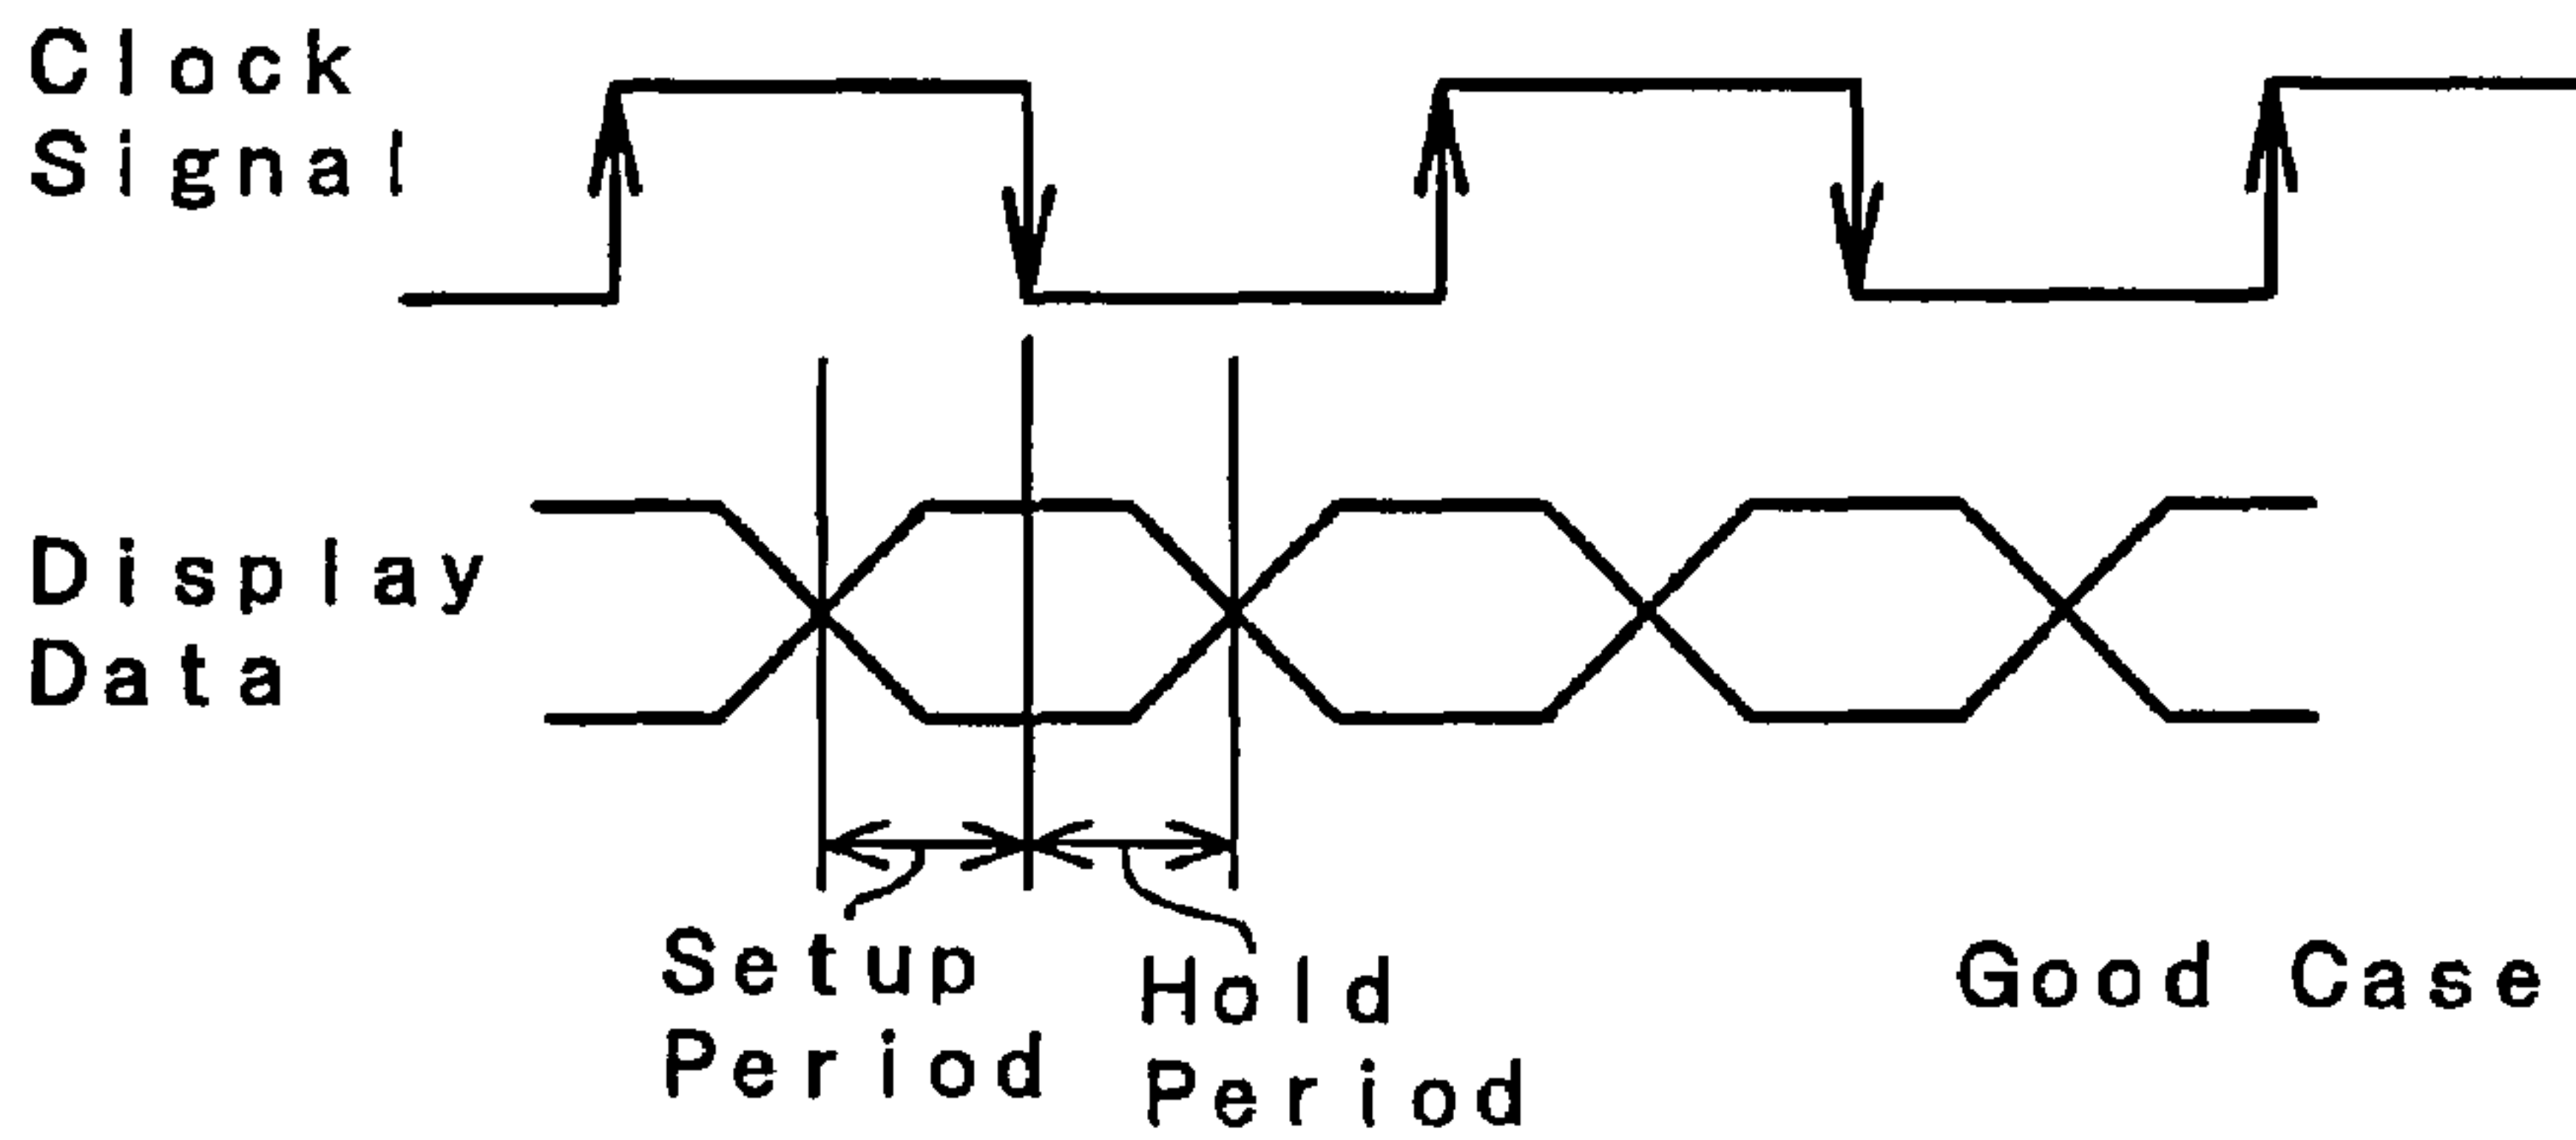 Clock
Signal
Display
Data
Setup
Period
Hold
Period
Good Case